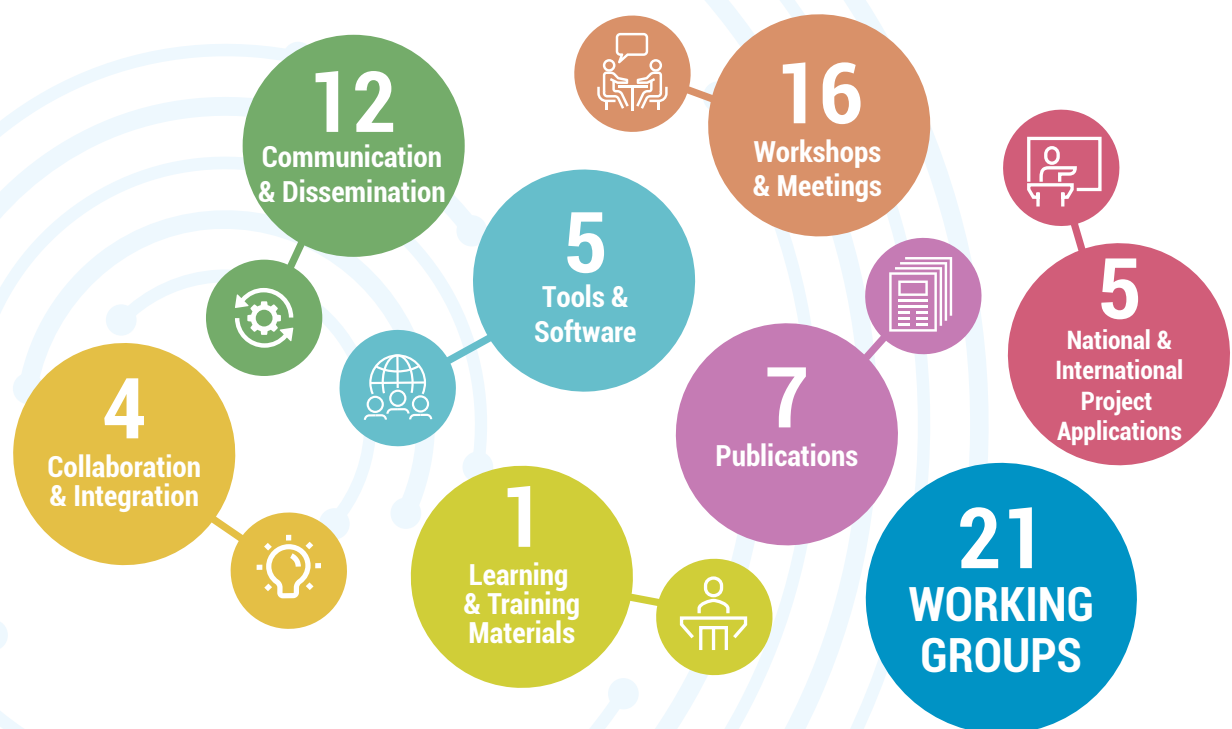 12
Communication
& Dissemination
16
Workshops
& Meetings
5
Tools &
Software
5
National &
International
Project
Applications
4
Collaboration
& Integration
7
Publications
1
Learning
& Training
Materials
21
WORKING
GROUPS